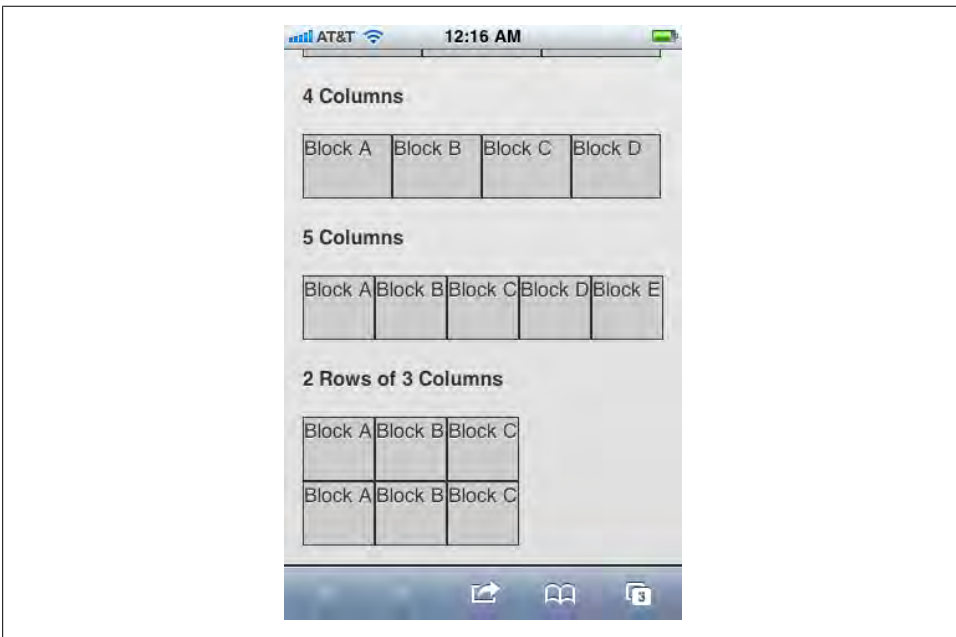 AT&T 12:16 AM
4 Columns
Block A Block B Block C Block D
5 Columns
Block A Block B Block C Block D Block E
2 Rows of 3 Columns
Block A Block B Block C
Block A Block B Block C
3